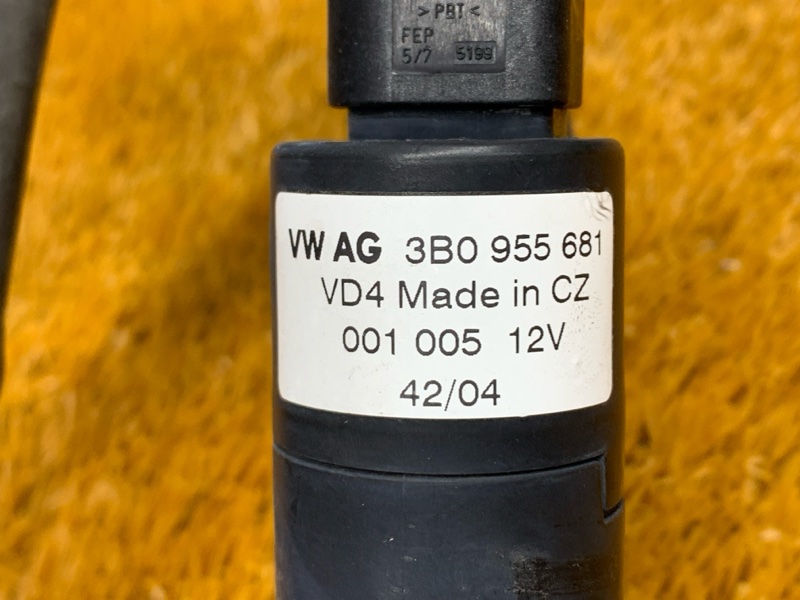 >PBT<
FEP
5/7 5199
VW AG 3B0 955 681
VD4 Made in CZ
001 005 12V
42/04